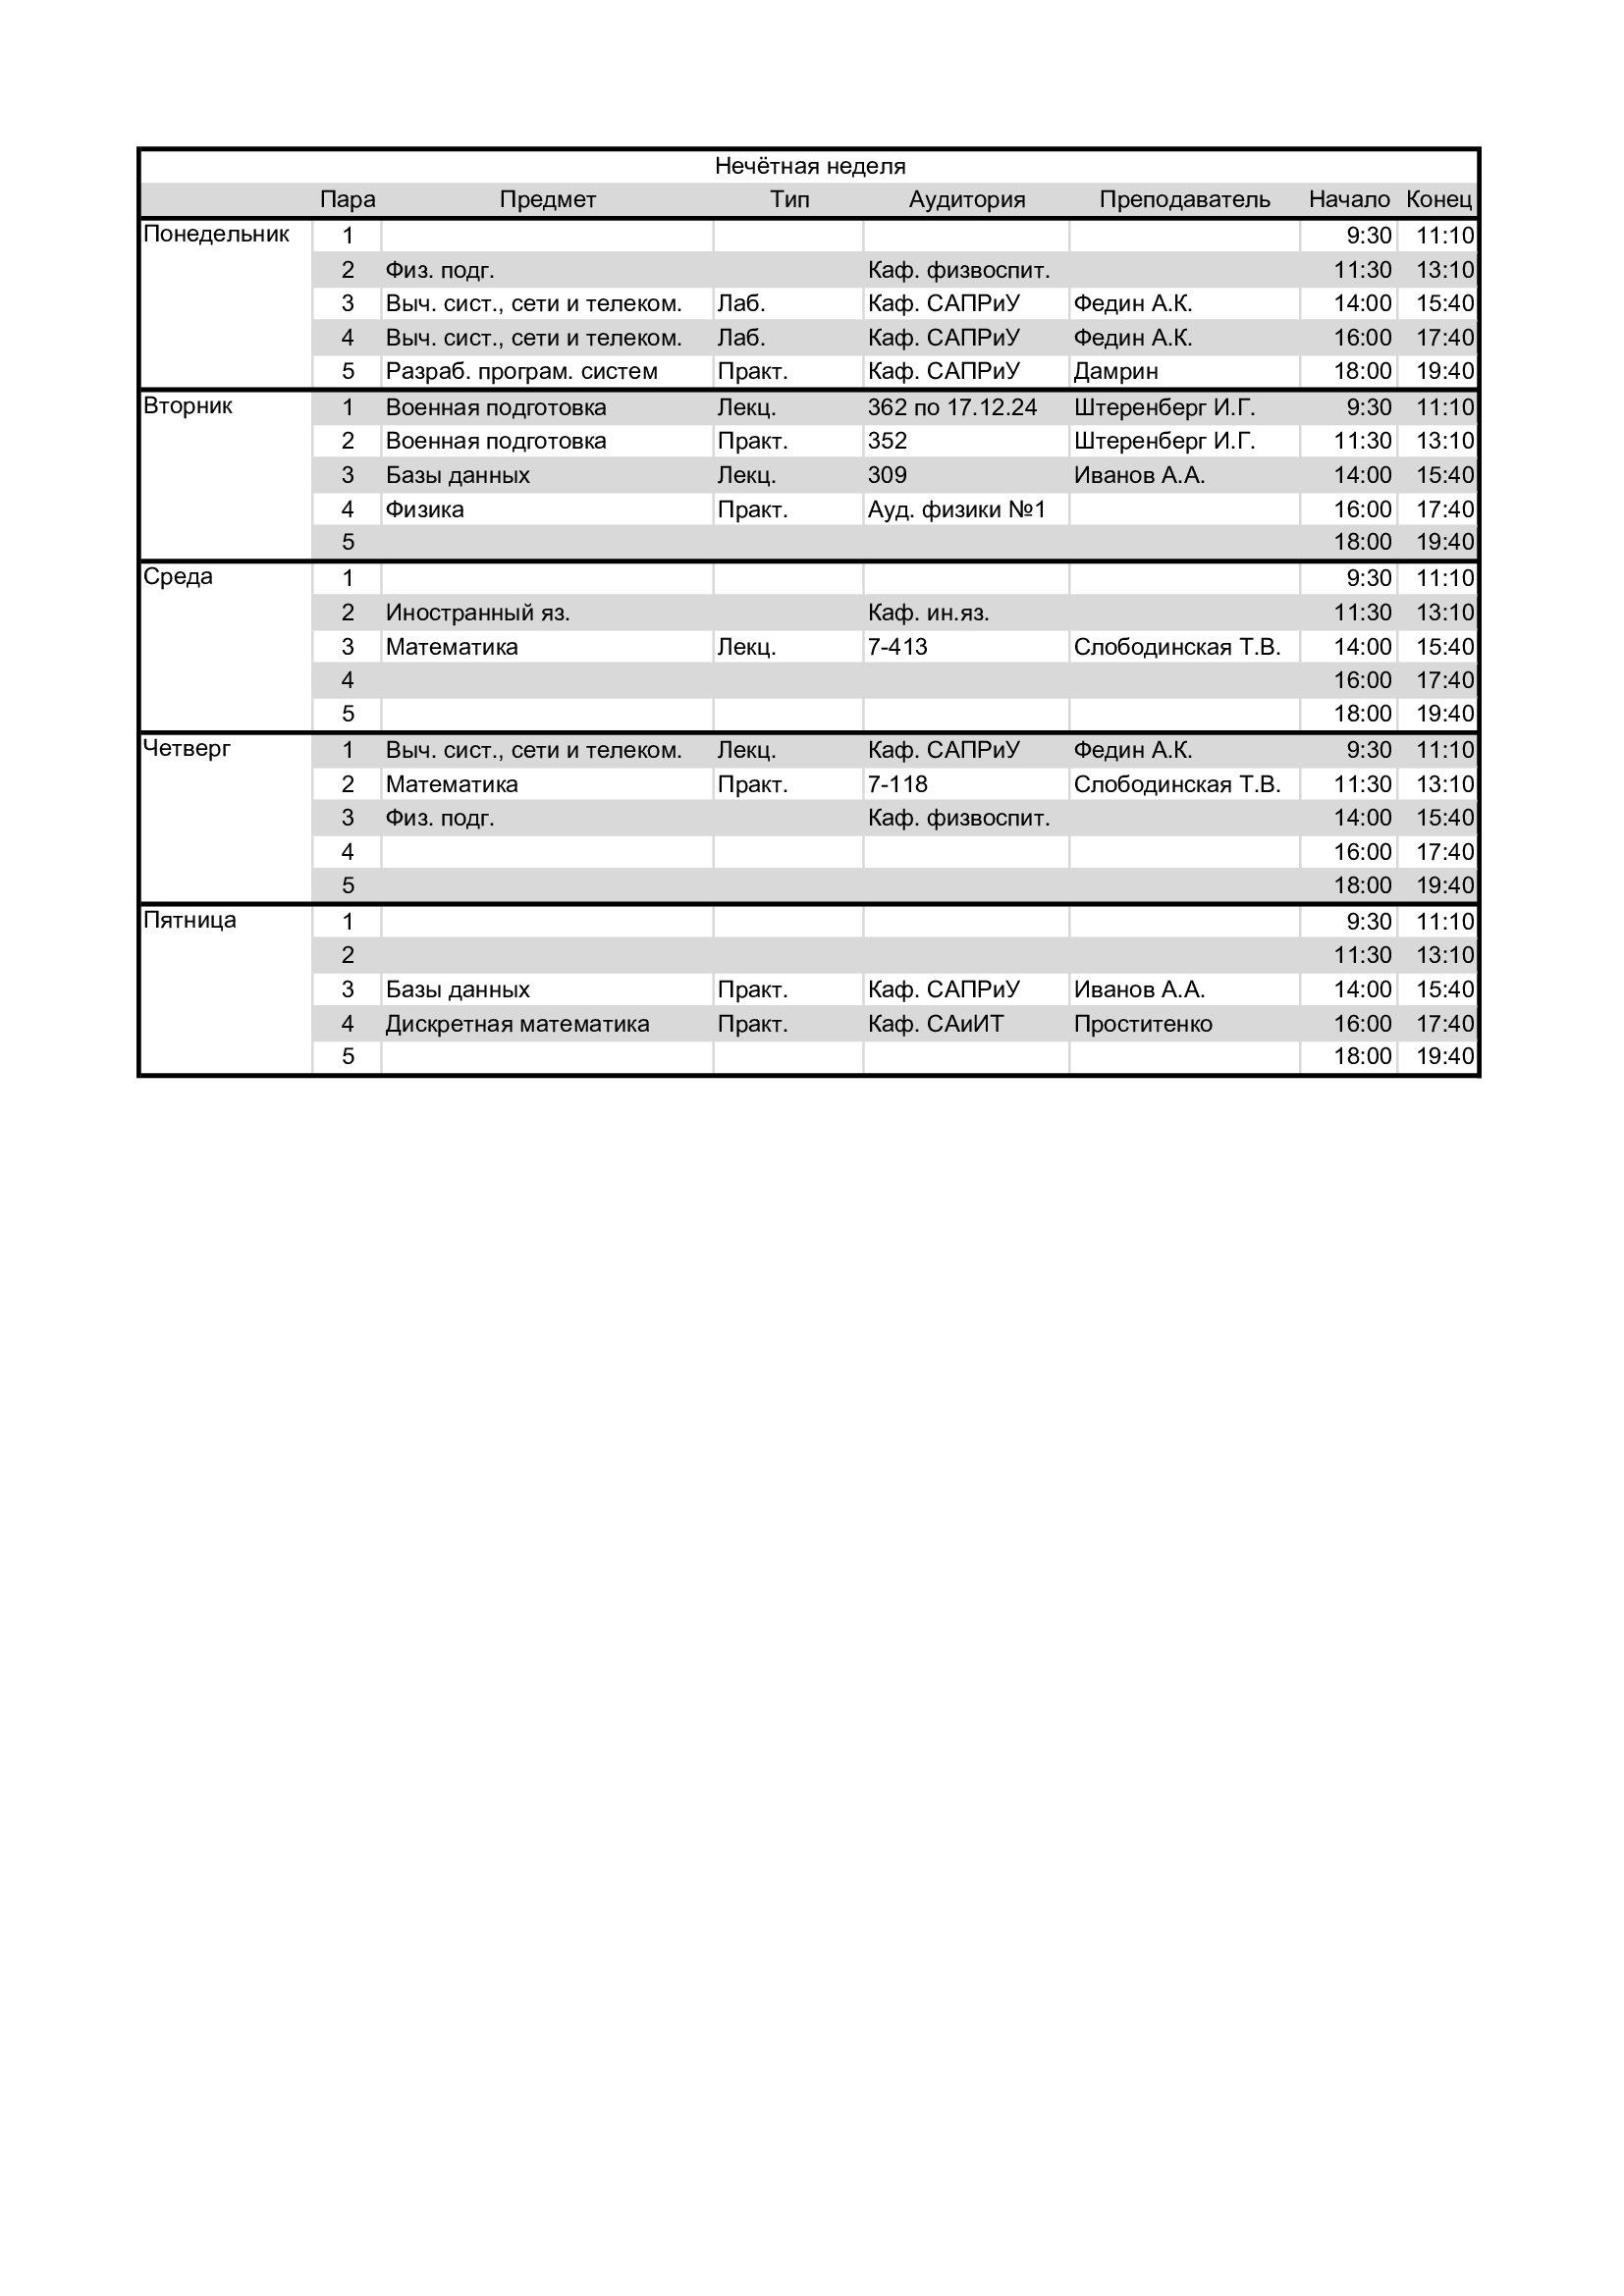 Нечётная неделя
Пара Предмет Тип Аудитория Преподаватель Начало Конец
Понедельник 1 9:30 11:10
2 Физ. подг. Каф. физвоспит. 11:30 13:10
3 Выч. сист., сети и телеком. Лаб. Каф. САПРиУ Федин А.К. 14:00 15:40
4 Выч. сист., сети и телеком. Лаб. Каф. САПРиУ Федин А.К. 16:00 17:40
5 Разраб. програм. систем Практ. Каф. САПРиУ Дамрин 18:00 19:40
Вторник 1 Военная подготовка Лекц. 362 по 17.12.24 Штеренберг И.Г. 9:30 11:10
2 Военная подготовка Практ. 352 Штеренберг И.Г. 11:30 13:10
3 Базы данных Лекц. 309 Иванов А.А. 14:00 15:40
4 Физика Практ. Ауд. физики №1 16:00 17:40
5 18:00 19:40
Среда 1 9:30 11:10
2 Иностранный яз. Каф. ин.яз. 11:30 13:10
3 Математика Лекц. 7-413 Слободинская Т.В. 14:00 15:40
4 16:00 17:40
5 18:00 19:40
Четверг 1 Выч. сист., сети и телеком. Лекц. Каф. САПРиУ Федин А.К. 9:30 11:10
2 Математика Практ. 7-118 Слободинская Т.В. 11:30 13:10
3 Физ. подг. Каф. физвоспит. 14:00 15:40
4 16:00 17:40
5 18:00 19:40
Пятница 1 9:30 11:10
2 11:30 13:10
3 Базы данных Практ. Каф. САПРиУ Иванов А.А. 14:00 15:40
4 Дискретная математика Практ. Каф. САиИТ Проститенко 16:00 17:40
5 18:00 19:40